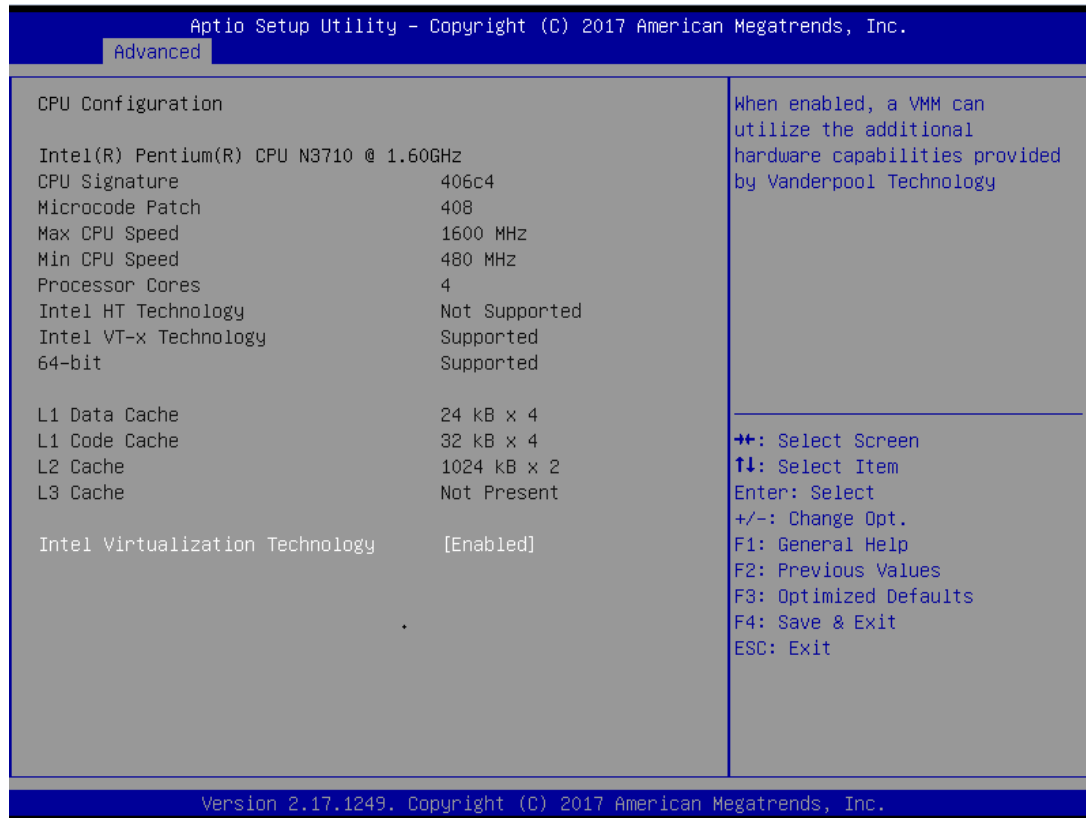 Aptio Setup Utility – Copyright (C) 2017 American Megatrends, Inc.
Advanced
CPU Configuration
Intel(R) Pentium(R) CPU N3710 @ 1.60GHz
CPU Signature 406c4
Microcode Patch 408
Max CPU Speed 1600 MHz
Min CPU Speed 480 MHz
Processor Cores 4
Intel HT Technology Not Supported
Intel VT-x Technology Supported
64-bit Supported
L1 Data Cache 24 kB x 4
L1 Code Cache 32 kB x 4
L2 Cache 1024 kB x 2
L3 Cache Not Present
Intel Virtualization Technology [Enabled]
When enabled, a VMM can
utilize the additional
hardware capabilities provided
by Vanderpool Technology
→←: Select Screen
↑↓: Select Item
Enter: Select
+/-: Change Opt.
F1: General Help
F2: Previous Values
F3: Optimized Defaults
F4: Save & Exit
ESC: Exit
Version 2.17.1249. Copyright (C) 2017 American Megatrends, Inc.